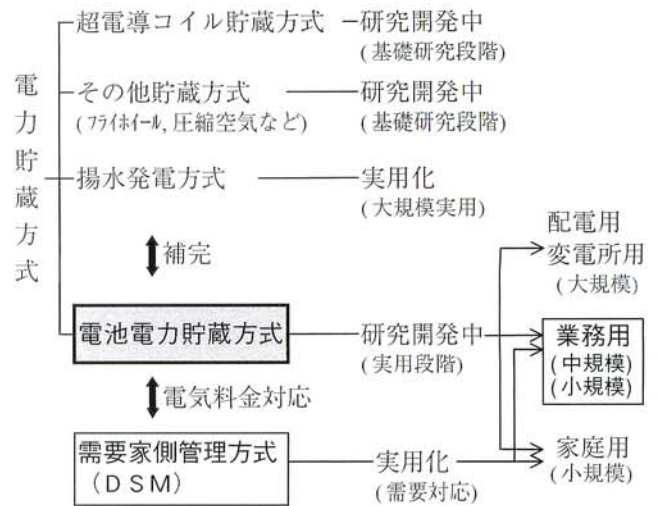 電力貯蔵方式
超電導コイル貯蔵方式 研究開発中
(基礎研究段階)
その他貯蔵方式 研究開発中
(フライホイール,圧縮空気など) (基礎研究段階)
揚水発電方式 実用化
(大規模実用)
補完
配電用
変電所用
(大規模)
電池電力貯蔵方式 研究開発中
(実用段階)
業務用
(中規模)
(小規模)
電気料金対応
需要家側管理方式
(DSM)
実用化
(需要対応)
家庭用
(小規模)